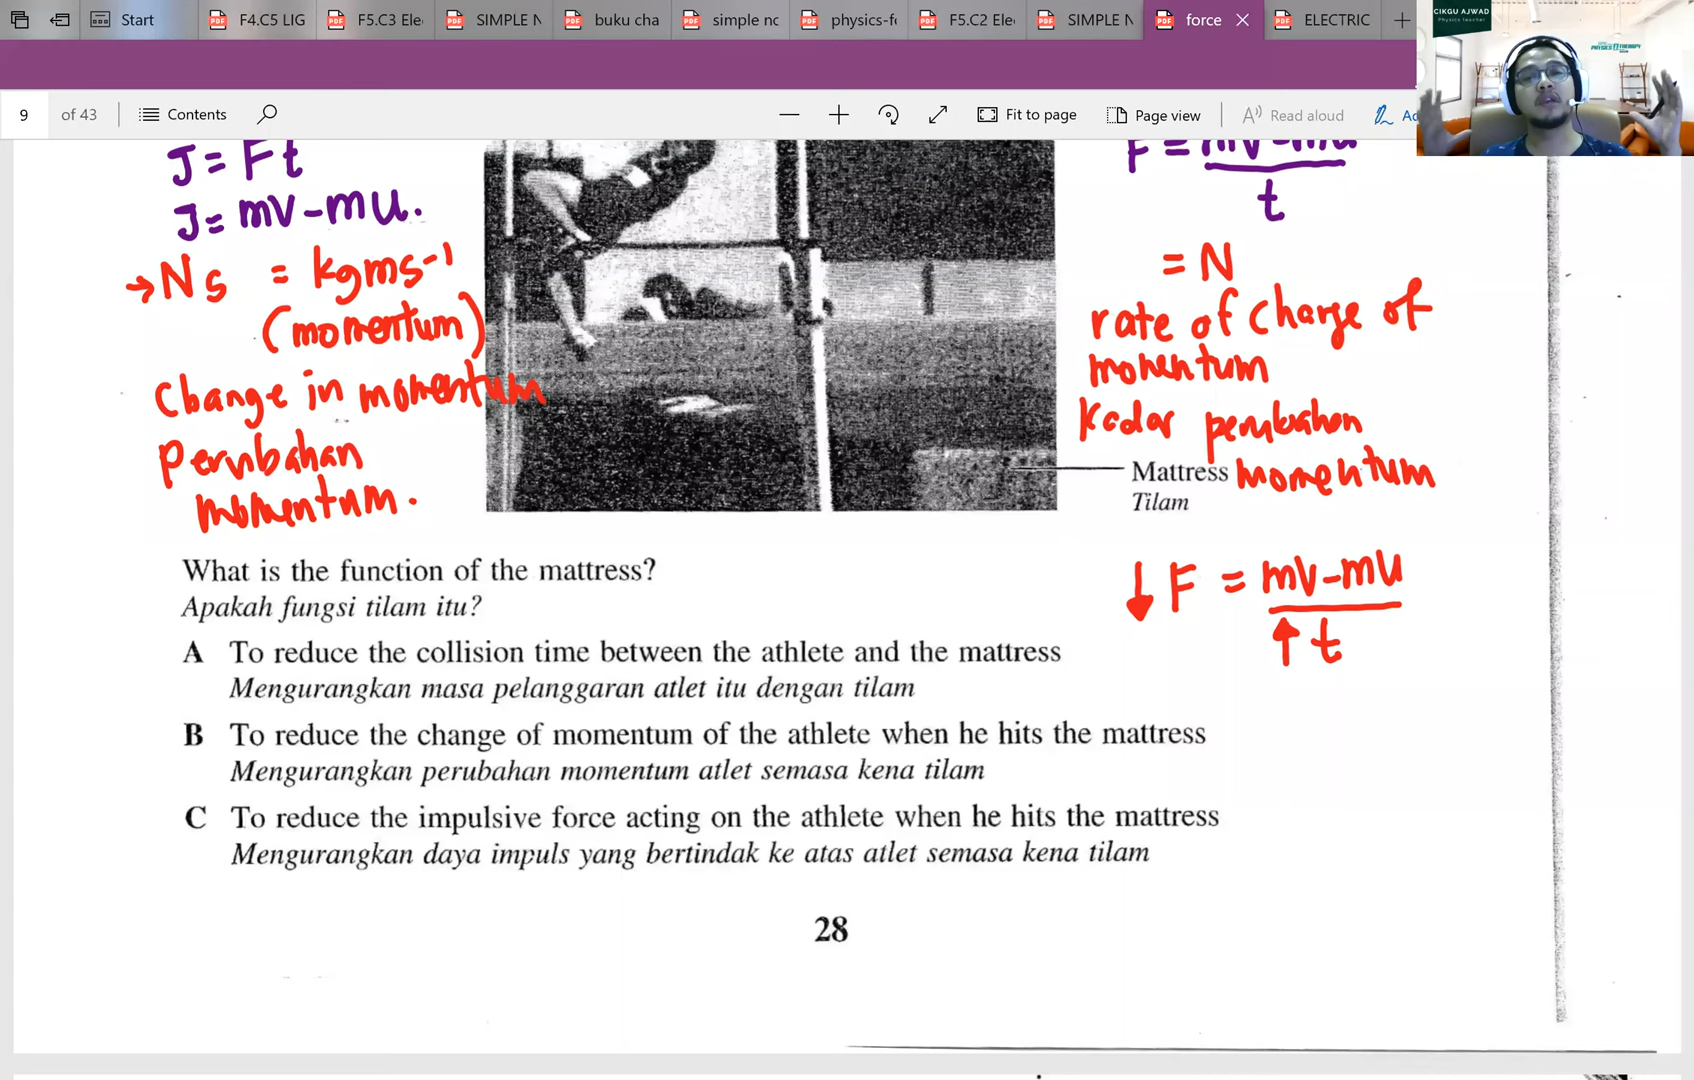 Start
F4.C5 LIG
F5.C3 Ele
SIMPLE N
buku cha
simple nc
physics-fe
F5.C2 Ele
SIMPLE N
force
ELECTRIC
CIKGU AJWAD
Physics teacher
9 of 43
Contents
Fit to page
Page view
Read aloud
J = Ft
J = mv-mu.
→ Ns = kgms-1
(momentum)
Change in momentum
Perubahan
momentum.
F = mv-mu
t
= N
rate of change of
momentum
Kadar perubahan
momentum
Mattress
Tilam
What is the function of the mattress?
Apakah fungsi tilam itu?
↓ F = mv-mu
↑ t
A To reduce the collision time between the athlete and the mattress
Mengurangkan masa pelanggaran atlet itu dengan tilam
B To reduce the change of momentum of the athlete when he hits the mattress
Mengurangkan perubahan momentum atlet semasa kena tilam
C To reduce the impulsive force acting on the athlete when he hits the mattress
Mengurangkan daya impuls yang bertindak ke atas atlet semasa kena tilam
28